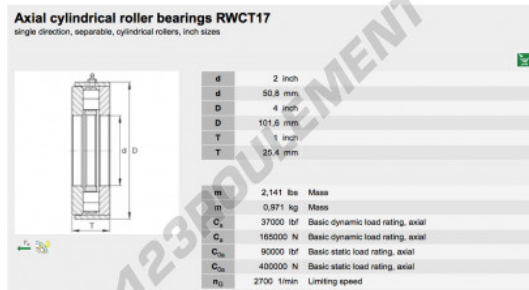 Axial cylindrical roller bearings RWCT17
single direction, separable, cylindrical rollers, inch sizes
d 2 inch
d 50,8 mm
D 4 inch
D 101,6 mm
T 1 inch
T 25,4 mm
d D
T
m 2,141 lbs Mass
m 0,971 kg Mass
Ca 37000 lbf Basic dynamic load rating, axial
Ca 165000 N Basic dynamic load rating, axial
C0a 90000 lbf Basic static load rating, axial
C0a 400000 N Basic static load rating, axial
nG 2700 1/min Limiting speed
Fa
123ROULEMENT